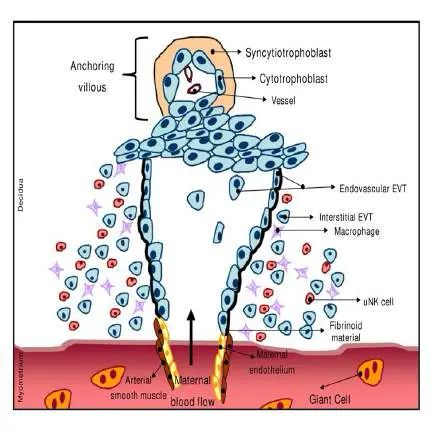 Syncytiotrophoblast
Anchoring
villous
Cytotrophoblast
Vessel
Decidua
Endovascular EVT
Interstitial EVT
Macrophage
uNK cell
Fibrinoid
material
Myometrium
Arterial
smooth muscle
Maternal
blood flow
Maternal
endothelium
Giant Cell